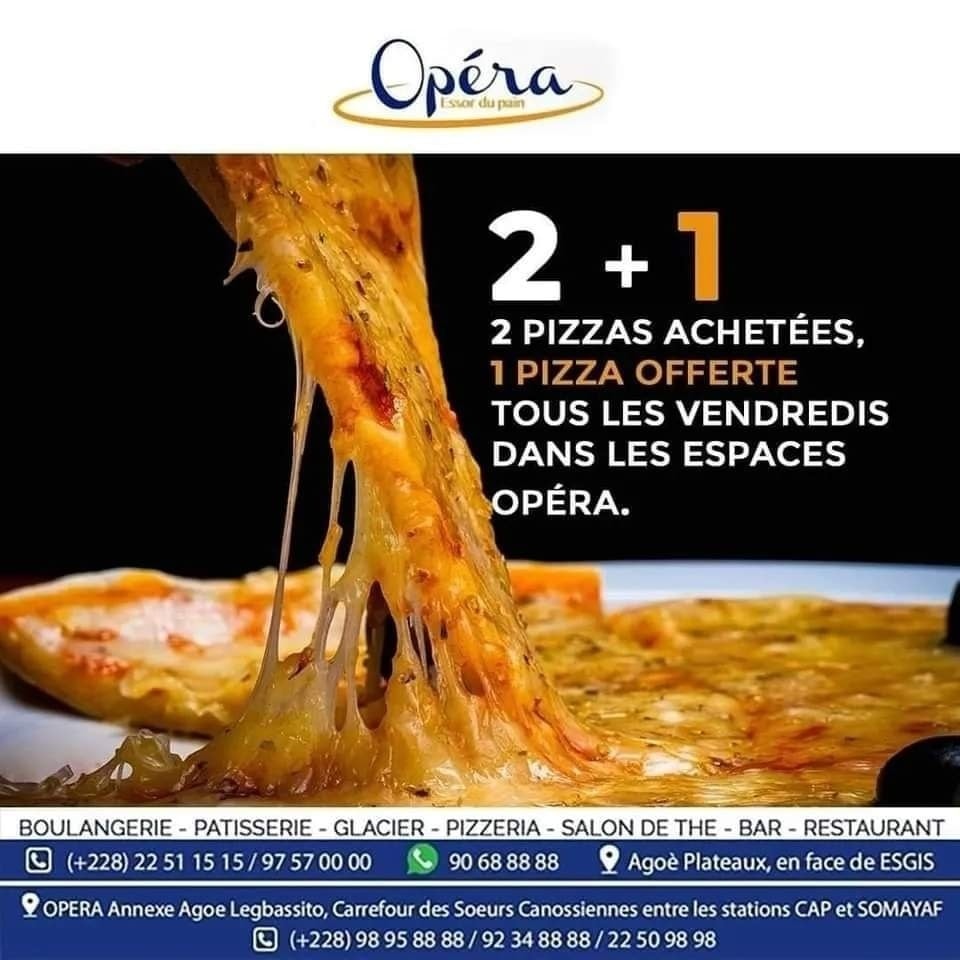 Opéra
Essor du pain
2 + 1
2 PIZZAS ACHETÉES,
1 PIZZA OFFERTE
TOUS LES VENDREDIS
DANS LES ESPACES
OPÉRA.
BOULANGERIE - PATISSERIE - GLACIER - PIZZERIA - SALON DE THE - BAR - RESTAURANT
(+228) 22 51 15 15 / 97 57 00 00 90 68 88 88 Agoè Plateaux, en face de ESGIS
OPERA Annexe Agoe Legbassito, Carrefour des Soeurs Canossiennes entre les stations CAP et SOMAYAF
(+228) 98 95 88 88 / 92 34 88 88 / 22 50 98 98